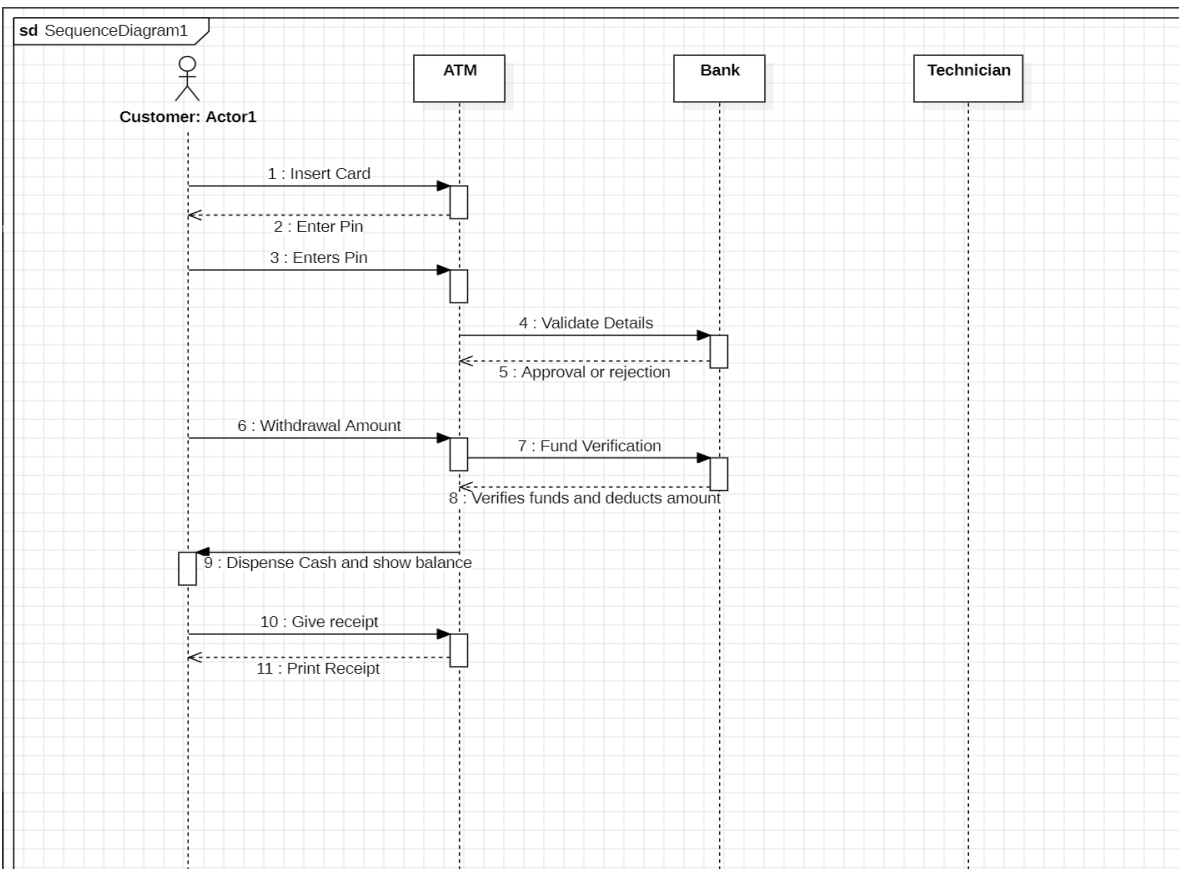 sd SequenceDiagram1
Customer: Actor1
ATM
Bank
Technician
1 : Insert Card
2 : Enter Pin
3 : Enters Pin
4 : Validate Details
5 : Approval or rejection
6 : Withdrawal Amount
7 : Fund Verification
8 : Verifies funds and deducts amount
9 : Dispense Cash and show balance
10 : Give receipt
11 : Print Receipt